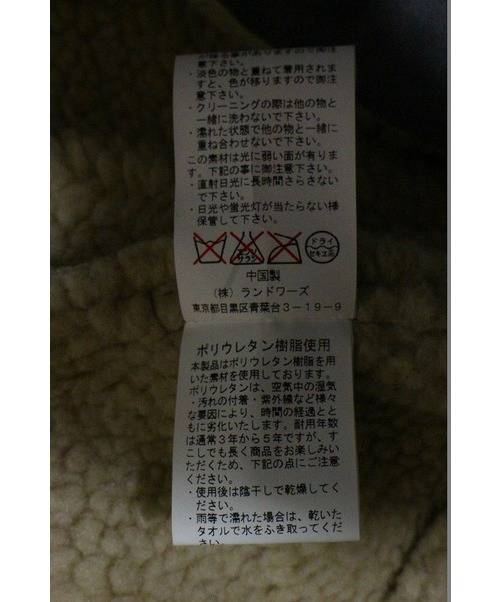 意下さい。
・淡色の物と重ねて着用されま
すと、色が移りますので御注
意下さい。
・クリーニングの際は他の物と
一緒に洗わないで下さい。
・濡れた状態で他の物と一緒に
重ね合わせないで下さい。
この素材は光に弱い面が有りま
す。下記の事に御注意下さい。
・直射日光に長時間さらさない
で下さい。
・日光や蛍光灯が当たらない様
保管して下さい。
エンソ サラシ ドライ セキユ系
中国製
(株) ランドワーズ
東京都目黒区青葉台3-19-9
ポリウレタン樹脂使用
本製品はポリウレタン樹脂を用
いた素材を使用しております。
ポリウレタンは、空気中の湿気
・汚れの付着・紫外線など様々
な要因により、時間の経過とと
もに劣化いたします。耐用年数
は通常3年から5年ですが、す
こしでも長く商品をお楽しみい
ただくため、下記の点にご注意
ください。
・使用後は陰干しで乾燥してく
ださい。
・雨等で濡れた場合は、乾いた
タオルで水をふき取ってくだ
さい。